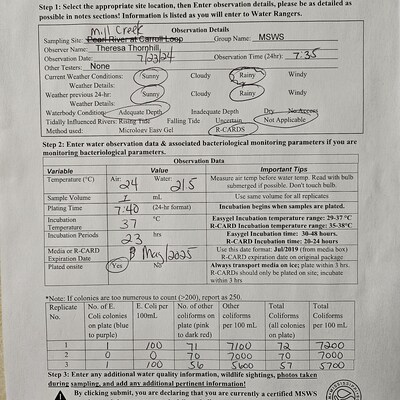 Step 1: Select the appropriate site location, then Enter observation details, please be as detailed as
possible in notes sections! Information is listed as you will enter to Water Rangers.
Observation Details
Mill Creek
Sampling Site: Pearl River at Carroll Loop Group Name: MSWS
Observer Name: Theresa Thornhill,
Observation Date: 7/23/24 Observation Time (24hr): 7:35
Other Testers: None
Current Weather Conditions: Sunny Cloudy Rainy Windy
Weather Details:
Weather previous 24-hr: Sunny Cloudy Rainy Windy
Weather Details:
Waterbody Condition: Adequate Depth Inadequate Depth Dry No Access
Tidally Influenced Rivers: Rising Tide Falling Tide Uncertain Not Applicable
Method used: Micrology Easy Gel R-CARDS
Step 2: Enter water observation data & associated bacteriological monitoring parameters if you are
monitoring bacteriological parameters.
Observation Data
Variable Value Important Tips
Temperature (°C) Air: 24 Water: 21.5 Measure air temp before water temp. Read with bulb
submerged if possible. Don't touch bulb.
Sample Volume 1 mL Use same volume for all replicates
Plating Time 7:40 (24-hr format) Incubation begins when samples are plated.
Incubation
Temperature 37 °C Easygel Incubation temperature range: 29-37 °C
R-CARD Incubation temperature range: 35-38°C
Incubation Periods 23 hrs Easygel Incubation time: 30-48 hours,
R-CARD Incubation time: 20-24 hours
Media or R-CARD
Expiration Date May/2025 Use this date format: Jul/2019 (from media box)
R-CARD expiration date on original package
Plated onsite Yes No Always transport media on ice; plate within 3 hrs.
R-CARDs should only be plated on site; incubate
within 3 hrs
*Note: If colonies are too numerous to count (>200), report as 250.
Replicate No. No. of E. Coli colonies on plate (blue to purple) E. Coli per 100mL No. of other coliforms on plate (pink to dark red) Other coliforms per 100 mL Total Coliforms (all colonies on plate) Total Coliforms per 100 mL
1 1 100 71 7100 72 7200
2 0 0 70 7000 70 7000
3 1 100 56 5600 57 5700
Step 3: Enter any additional water quality information, wildlife sightings, photos taken
during sampling, and add any additional pertinent information!
By clicking submit, you are declaring that you are currently a certified MSWS